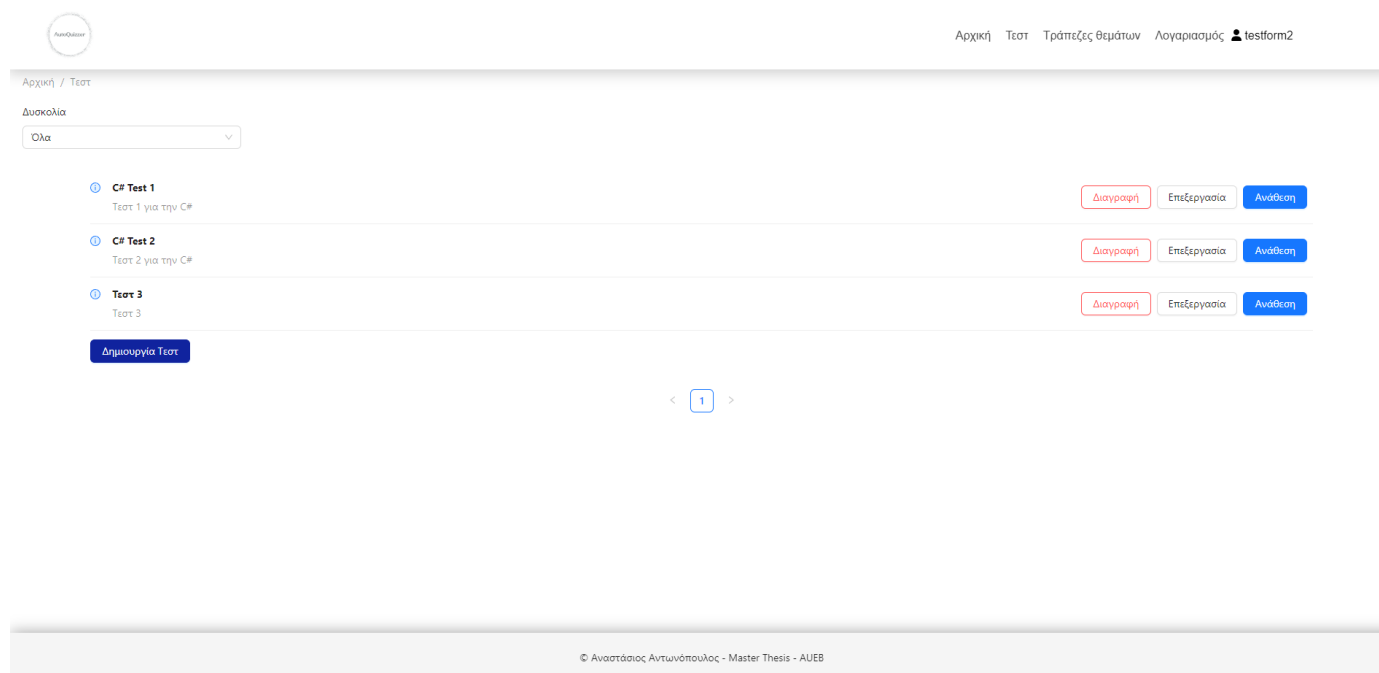 AuebQuizzer
Αρχική Τεστ Τράπεζες θεμάτων Λογαριασμός testform2
Αρχική / Τεστ
Δυσκολία
Όλα
C# Test 1
Τεστ 1 για την C#
Διαγραφή Επεξεργασία Ανάθεση
C# Test 2
Τεστ 2 για την C#
Διαγραφή Επεξεργασία Ανάθεση
Τεστ 3
Τεστ 3
Διαγραφή Επεξεργασία Ανάθεση
Δημιουργία Τεστ
< 1 >
© Αναστάσιος Αντωνόπουλος - Master Thesis - AUEB